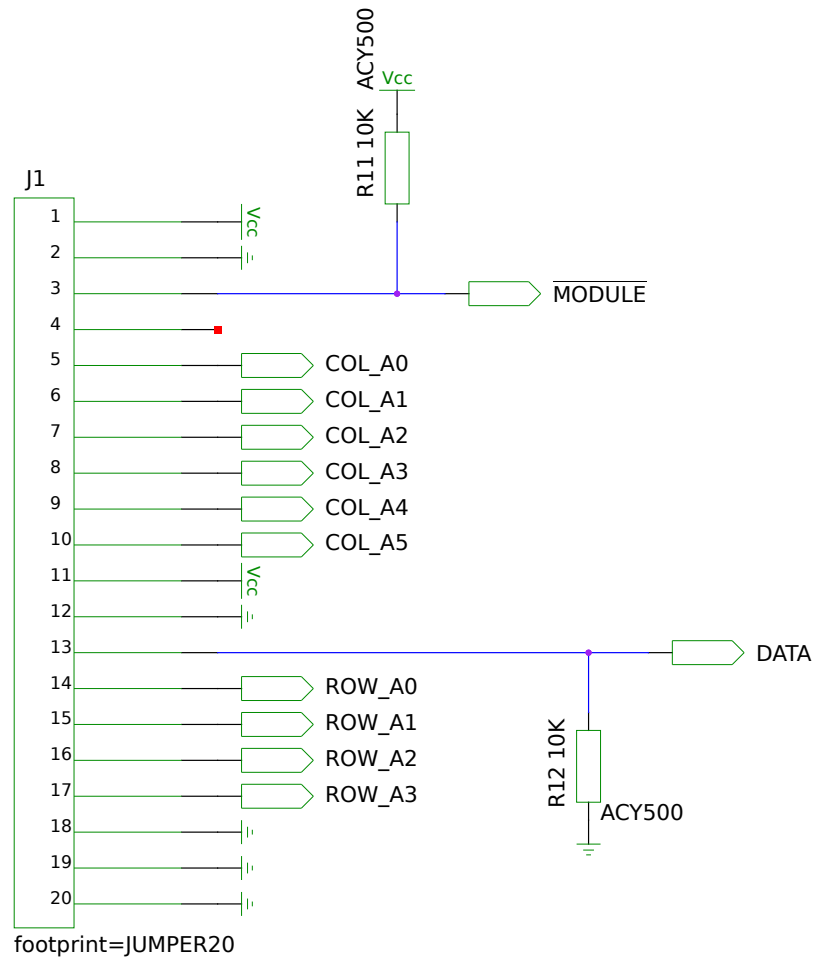 ACY500
Vcc
R11 10K
J1
1
Vcc
2
3
MODULE
4
5
COL_A0
6
COL_A1
7
COL_A2
8
COL_A3
9
COL_A4
10
COL_A5
11
Vcc
12
13
DATA
14
ROW_A0
15
ROW_A1
16
ROW_A2
17
ROW_A3
R12 10K
ACY500
18
19
20
footprint=JUMPER20